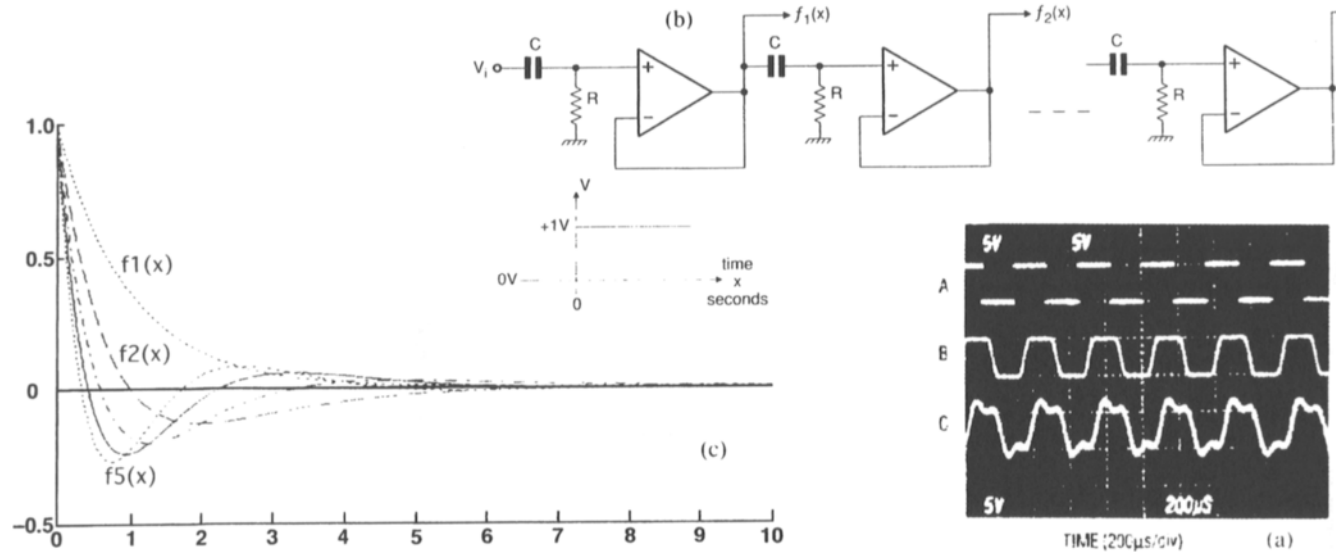 (b)
f₁(x)
f₂(x)
C
C
C
Vᵢ
+
+
+
R
R
R
−
−
−
1.0
0.5
0
−0.5
f1(x)
f2(x)
f5(x)
V
+1V
0V
0
time
x
seconds
(c)
0 1 2 3 4 5 6 7 8 9 10
5V 5V
A
B
C
5V 200µS
TIME (200µs/div) (a)